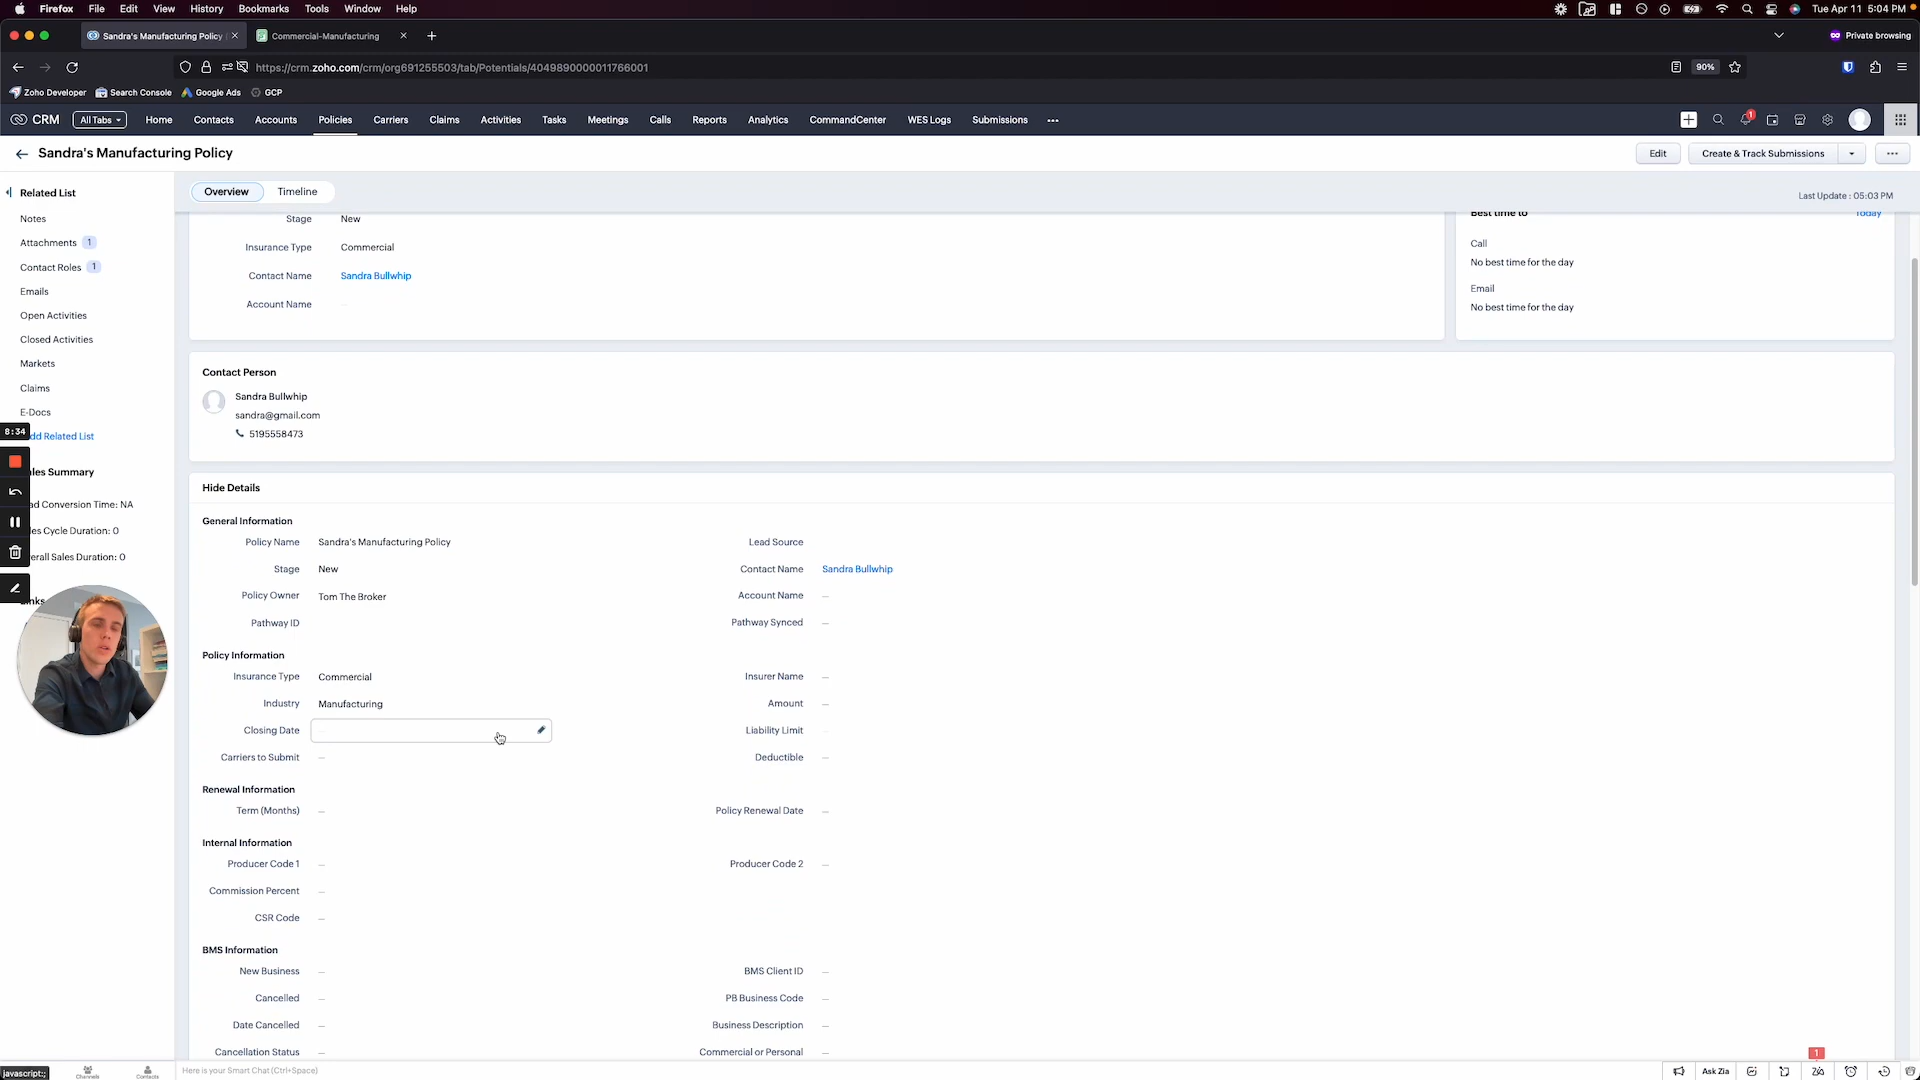 Firefox File Edit View History Bookmarks Tools Window Help Tue Apr 11 5:04 PM
Sandra's Manufacturing Policy Commercial-Manufacturing Private browsing
https://crm.zoho.com/crm/org691255503/tab/Potentials/4049890000011766001 90%
Zoho Developer Search Console Google Ads GCP
CRM All Tabs Home Contacts Accounts Policies Carriers Claims Activities Tasks Meetings Calls Reports Analytics CommandCenter WES Logs Submissions ... 1
Sandra's Manufacturing Policy Edit Create & Track Submissions ...
Related List
Notes
Attachments 1
Contact Roles 1
Emails
Open Activities
Closed Activities
Markets
Claims
E-Docs
8:34
dd Related List
les Summary
ad Conversion Time: NA
les Cycle Duration: 0
erall Sales Duration: 0
inks
Overview Timeline Last Update : 05:03 PM
Stage New
Insurance Type Commercial
Contact Name Sandra Bullwhip
Account Name —
Best time to Today
Call
No best time for the day
Email
No best time for the day
Contact Person
Sandra Bullwhip
sandra@gmail.com
5195558473
Hide Details
General Information
Policy Name Sandra's Manufacturing Policy Lead Source
Stage New Contact Name Sandra Bullwhip
Policy Owner Tom The Broker Account Name —
Pathway ID Pathway Synced —
Policy Information
Insurance Type Commercial Insurer Name —
Industry Manufacturing Amount —
Closing Date Liability Limit
Carriers to Submit — Deductible —
Renewal Information
Term (Months) — Policy Renewal Date —
Internal Information
Producer Code 1 — Producer Code 2 —
Commission Percent —
CSR Code —
BMS Information
New Business — BMS Client ID —
Cancelled — PB Business Code —
Date Cancelled — Business Description —
Cancellation Status — Commercial or Personal —
javascript:; Channels Contacts Here is your Smart Chat (Ctrl+Space) Ask Zia 1